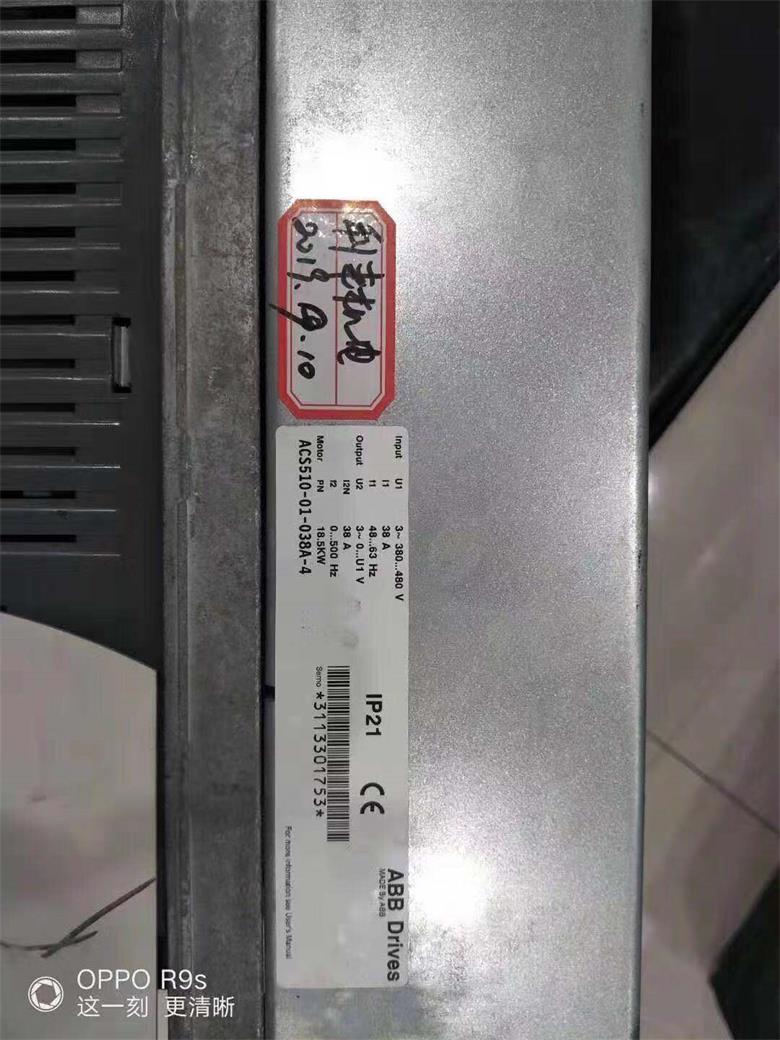 2019.
.10
Input U1 3~ 380...480 V
I1 38 A
f1 48...63 Hz
Output U2 3~ 0...U1 V
I2N 38 A
f2 0...500 Hz
Motor PN 18.5KW
ACS510-01-038A-4
IP21
CE
Serno *3113301753*
ABB Drives
MADE By ABB
For more information see User's Manual
OPPO R9s
这一刻 更清晰